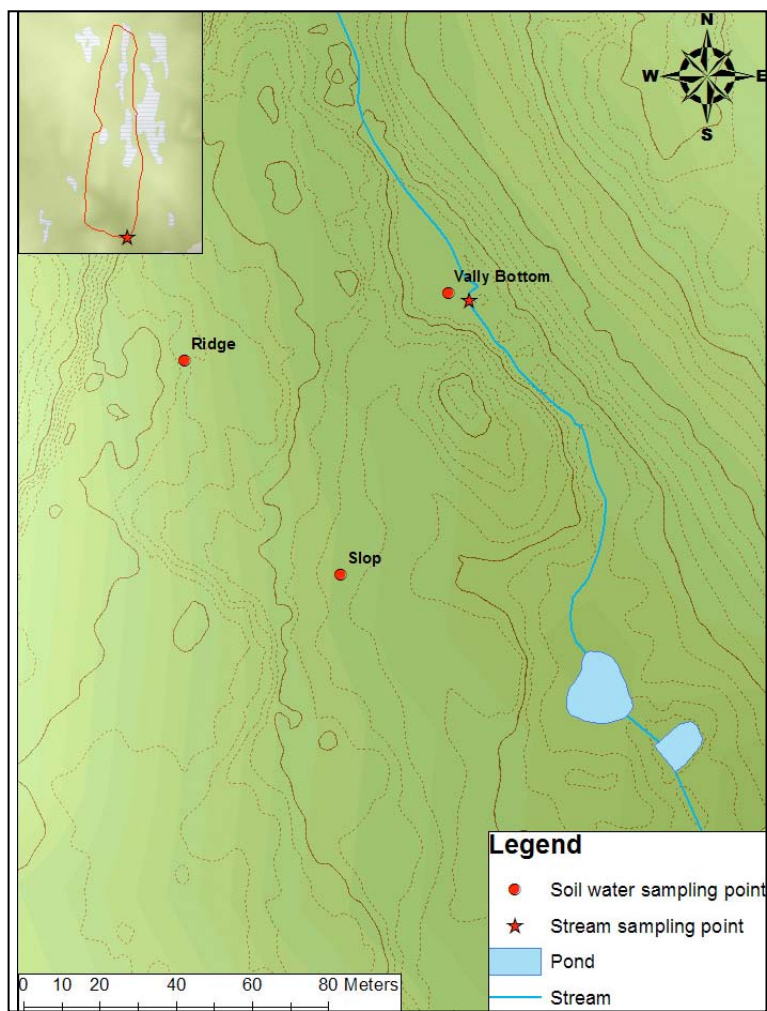 N
W E
S
Vally Bottom
Ridge
Slop
Legend
Soil water sampling point
Stream sampling point
Pond
Stream
0 10 20 40 60 80 Meters